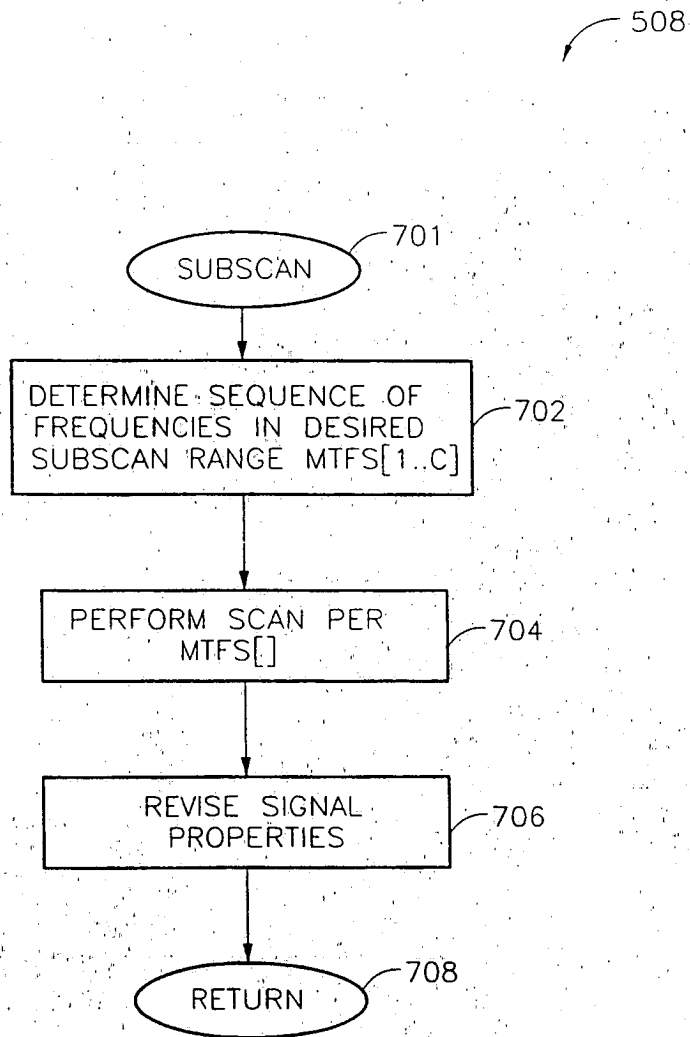 508
SUBSCAN
701
DETERMINE SEQUENCE OF
FREQUENCIES IN DESIRED
SUBSCAN RANGE MTFS[1..C]
702
PERFORM SCAN PER
MTFS[]
704
REVISE SIGNAL
PROPERTIES
706
RETURN
708